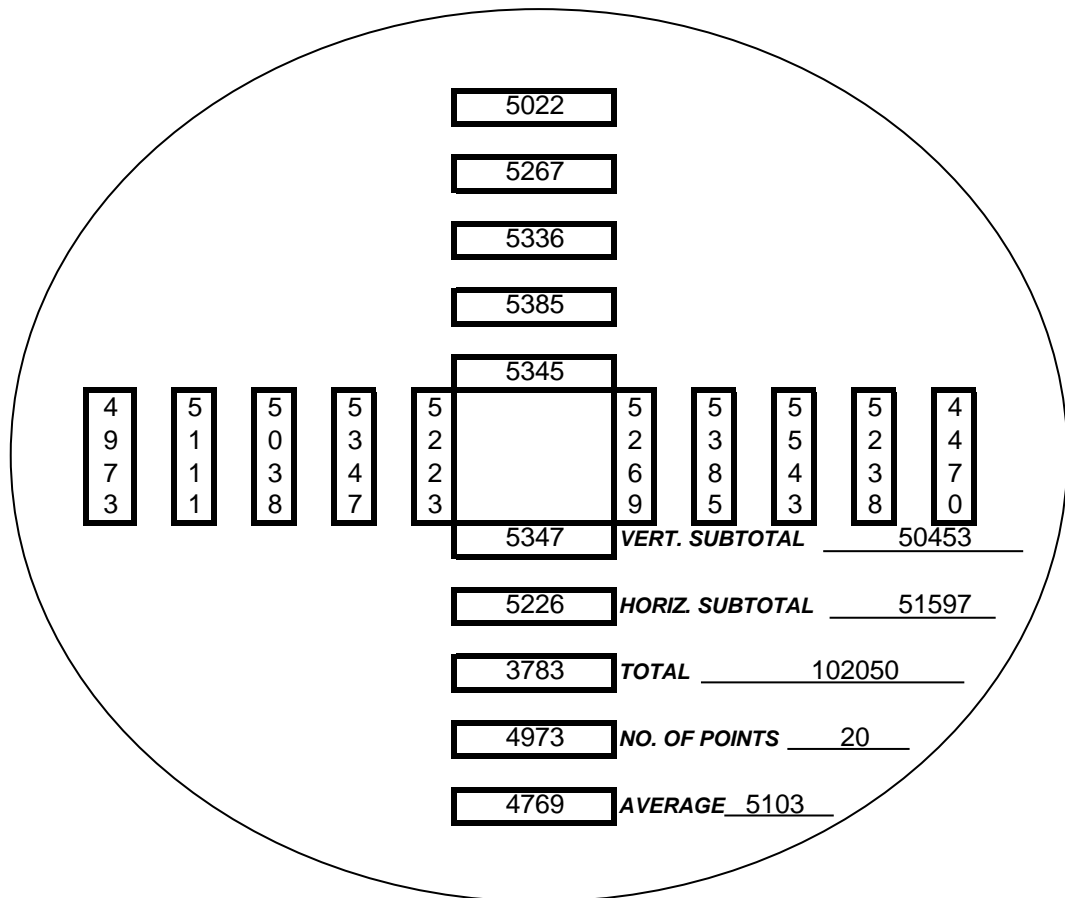 5022
5267
5336
5385
5345
4973 5111 5038 5347 5223 5269 5385 5543 5238 4470
5347 VERT. SUBTOTAL 50453
5226 HORIZ. SUBTOTAL 51597
3783 TOTAL 102050
4973 NO. OF POINTS 20
4769 AVERAGE 5103